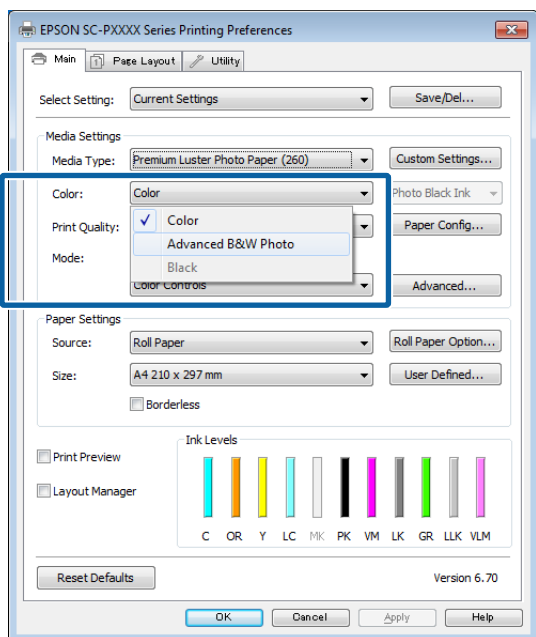 EPSON SC-PXXXX Series Printing Preferences
Main Page Layout Utility
Select Setting: Current Settings Save/Del...
Media Settings
Media Type: Premium Luster Photo Paper (260) Custom Settings...
Color: Color Photo Black Ink
Color
Print Quality: Paper Config...
Advanced B&W Photo
Mode:
Black
Color Controls Advanced...
Paper Settings
Source: Roll Paper Roll Paper Option...
Size: A4 210 x 297 mm User Defined...
Borderless
Ink Levels
Print Preview
Layout Manager
C OR Y LC MK PK VM LK GR LLK VLM
Reset Defaults Version 6.70
OK Cancel Apply Help